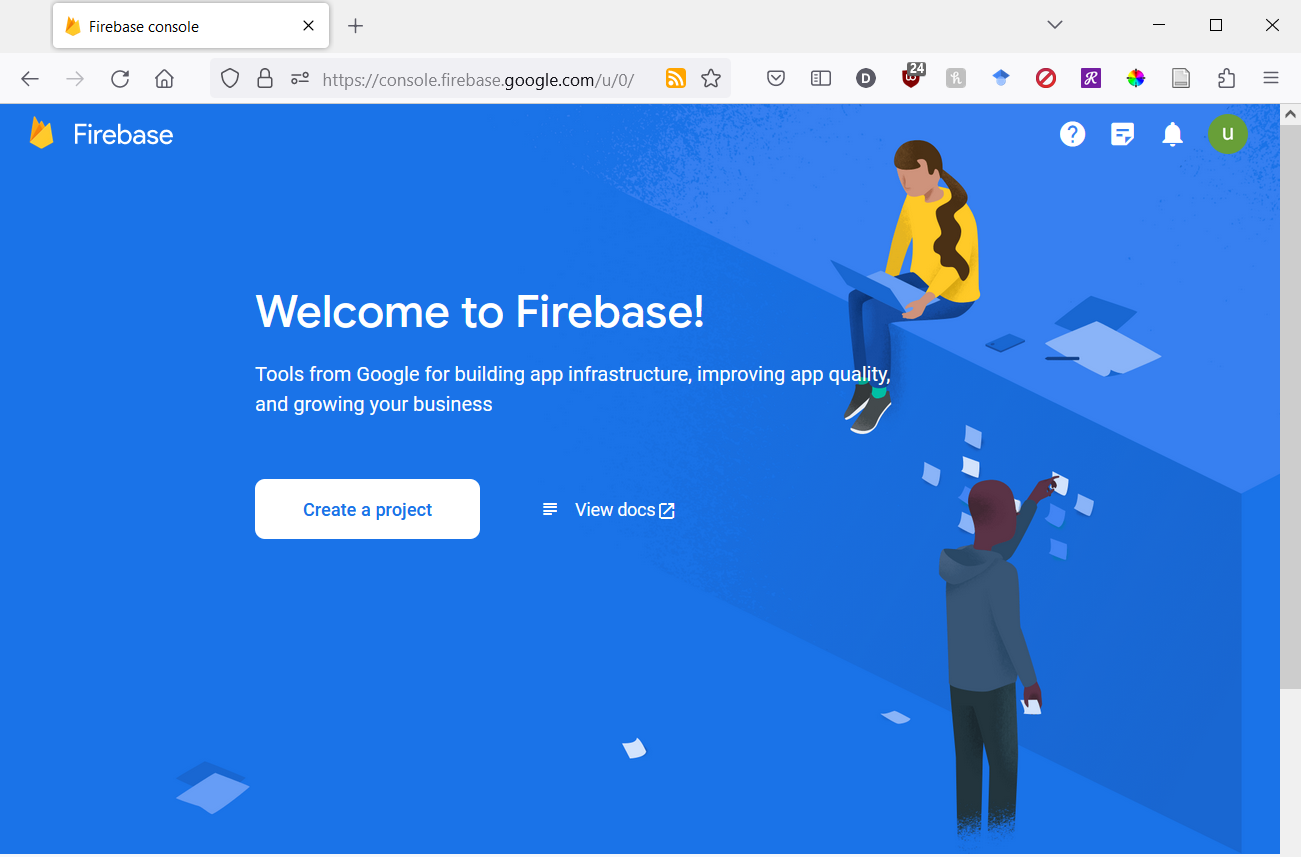 Firebase console
https://console.firebase.google.com/u/0/
D
24
Firebase
u
Welcome to Firebase!
Tools from Google for building app infrastructure, improving app quality,
and growing your business
Create a project
View docs